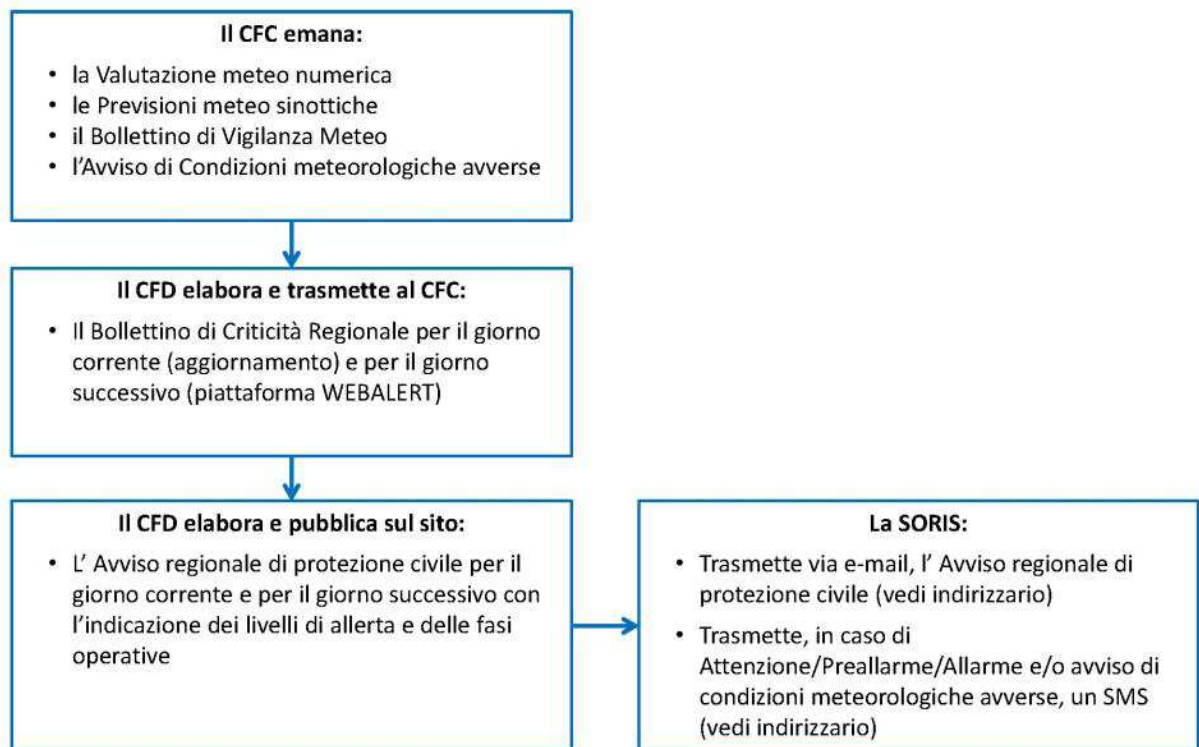 Il CFC emana:
• la Valutazione meteo numerica
• le Previsioni meteo sinottiche
• il Bollettino di Vigilanza Meteo
• l'Avviso di Condizioni meteorologiche avverse
Il CFD elabora e trasmette al CFC:
• Il Bollettino di Criticità Regionale per il giorno
corrente (aggiornamento) e per il giorno
successivo (piattaforma WEBALERT)
Il CFD elabora e pubblica sul sito:
• L' Avviso regionale di protezione civile per il
giorno corrente e per il giorno successivo con
l'indicazione dei livelli di allerta e delle fasi
operative
La SORIS:
• Trasmette via e-mail, l' Avviso regionale di
protezione civile (vedi indirizzario)
• Trasmette, in caso di
Attenzione/Preallarme/Allarme e/o avviso di
condizioni meteorologiche avverse, un SMS
(vedi indirizzario)